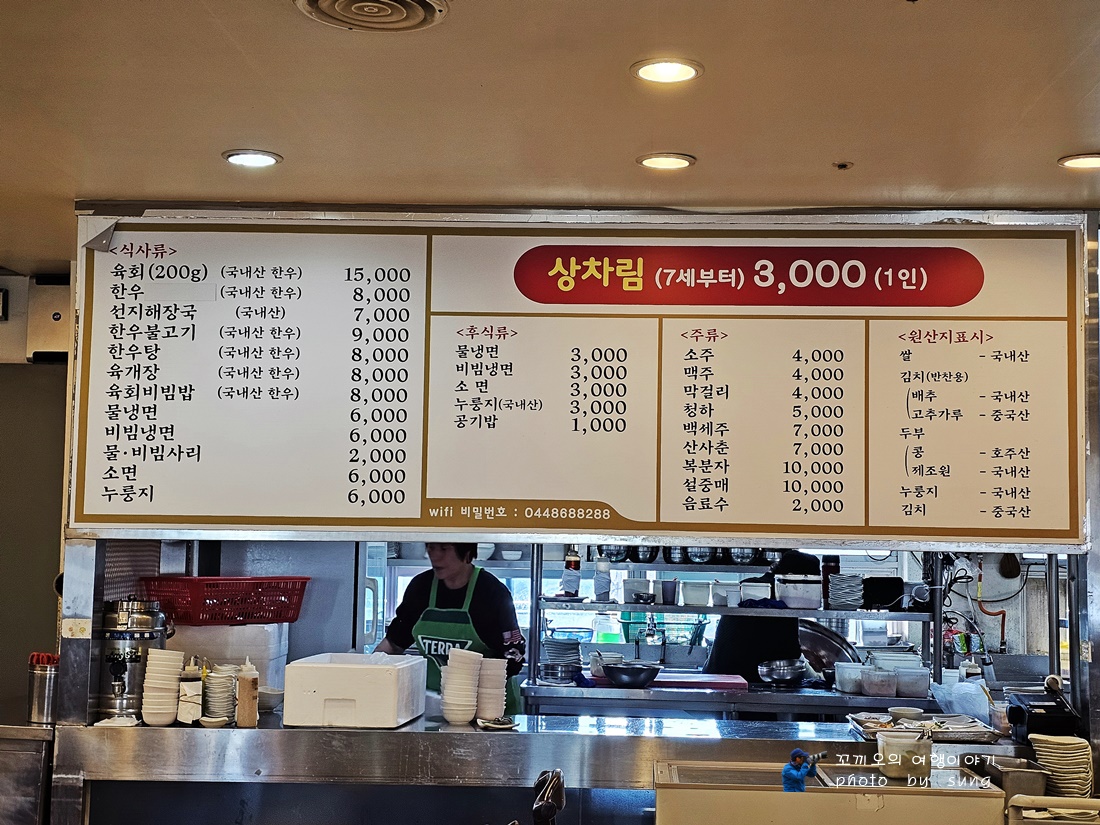 <식사류>
육회(200g) (국내산 한우) 15,000
한우 (국내산 한우) 8,000
선지해장국 (국내산) 7,000
한우불고기 (국내산 한우) 9,000
한우탕 (국내산 한우) 8,000
육개장 (국내산 한우) 8,000
육회비빔밥 (국내산 한우) 8,000
물냉면 6,000
비빔냉면 6,000
물·비빔사리 2,000
소면 6,000
누룽지 6,000
상차림 (7세부터) 3,000 (1인)
<후식류>
물냉면 3,000
비빔냉면 3,000
소 면 3,000
누룽지(국내산) 3,000
공기밥 1,000
wifi 비밀번호 : 0448688288
<주류>
소주 4,000
맥주 4,000
막걸리 4,000
청하 5,000
백세주 7,000
산사춘 7,000
복분자 10,000
설중매 10,000
음료수 2,000
<원산지표시>
쌀 - 국내산
김치(반찬용)
배추 - 국내산
고추가루 - 중국산
두부
콩 - 호주산
제조원 - 국내산
누룽지 - 국내산
김치 - 중국산
TERRA
꼬끼오의 여행이야기
photo by sung